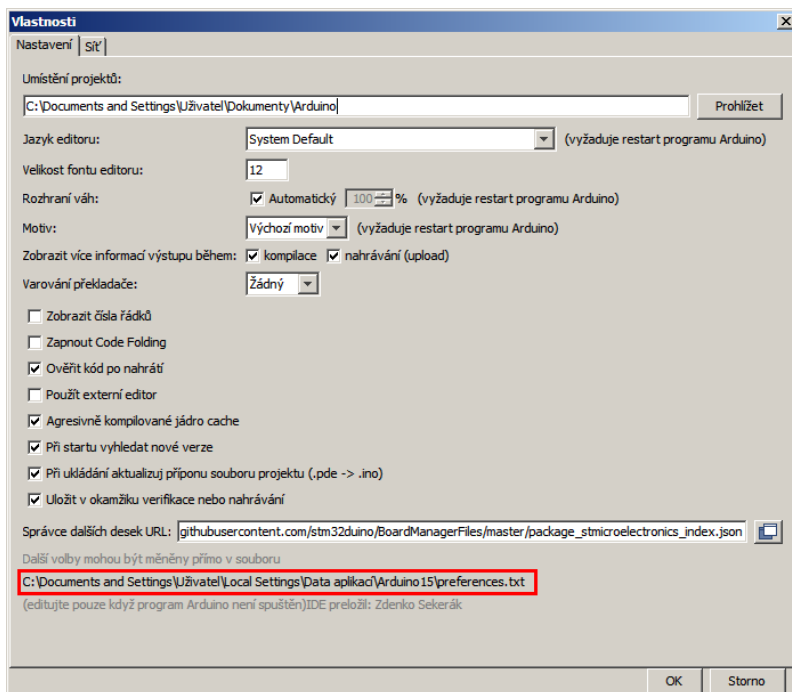 Vlastnosti
Nastavení Síť
Umístění projektů:
C:\Documents and Settings\Uživatel\Dokumenty\Arduino Prohlížet
Jazyk editoru: System Default (vyžaduje restart programu Arduino)
Velikost fontu editoru: 12
Rozhraní váh: Automatický 100 % (vyžaduje restart programu Arduino)
Motiv: Výchozí motiv (vyžaduje restart programu Arduino)
Zobrazit více informací výstupu během: kompilace nahrávání (upload)
Varování překladače: Žádný
Zobrazit čísla řádků
Zapnout Code Folding
Ověřit kód po nahrátí
Použít externí editor
Agresivně kompilované jádro cache
Při startu vyhledat nové verze
Při ukládání aktualizuj příponu souboru projektu (.pde -> .ino)
Uložit v okamžiku verifikace nebo nahrávání
Správce dalších desek URL: githubusercontent.com/stm32duino/BoardManagerFiles/master/package_stmicroelectronics_index.json
Další volby mohou být měněny přímo v souboru
C:\Documents and Settings\Uživatel\Local Settings\Data aplikací\Arduino15\preferences.txt
(editujte pouze když program Arduino není spuštěn)IDE preložil: Zdenko Sekerák
OK Storno